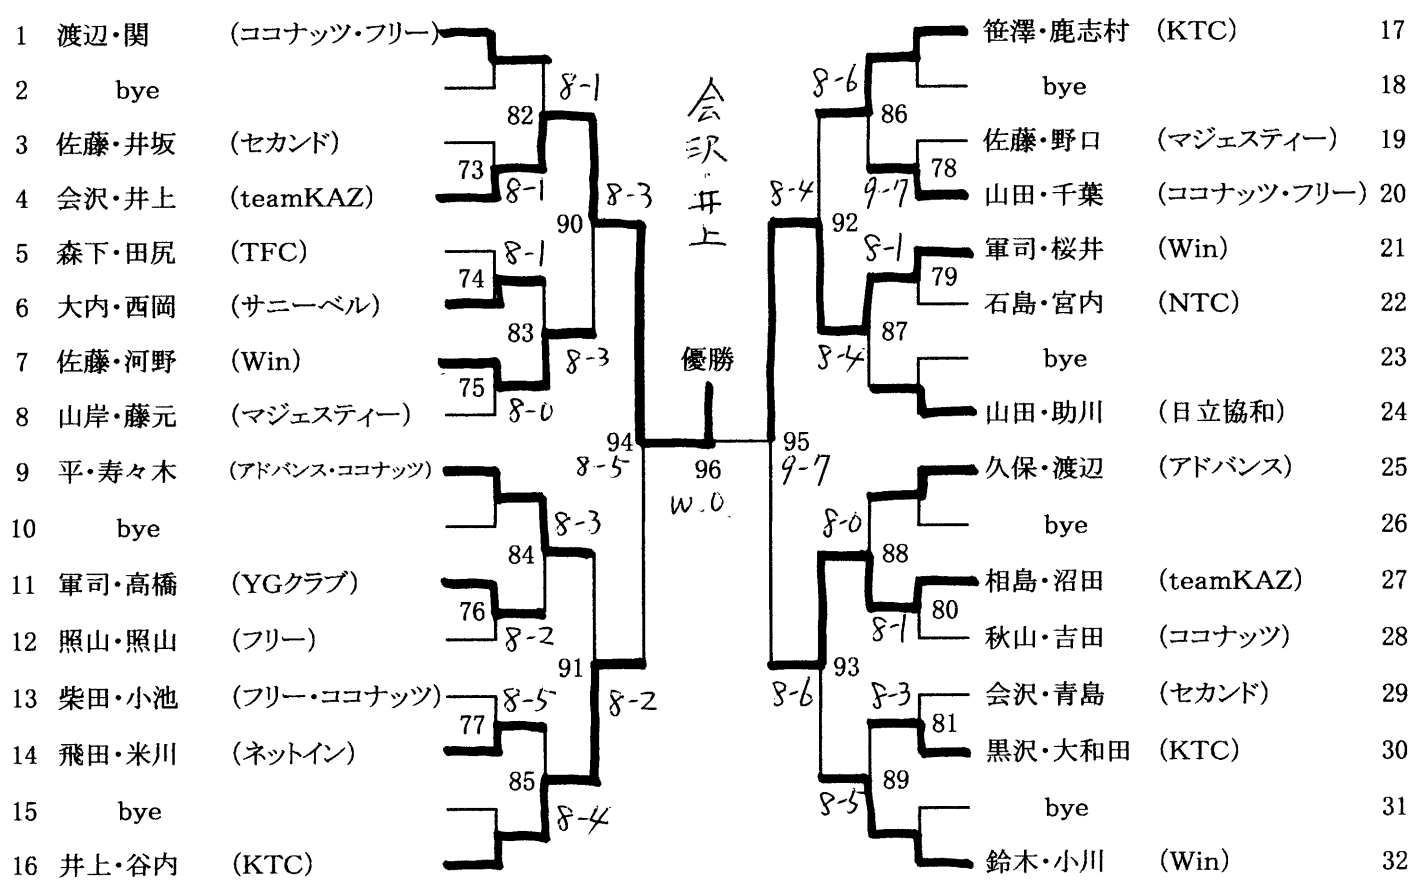 1 渡辺・関 (ココナッツ・フリー)
2 bye
3 佐藤・井坂 (セカンド)
4 会沢・井上 (teamKAZ)
5 森下・田尻 (TFC)
6 大内・西岡 (サニーベル)
7 佐藤・河野 (Win)
8 山岸・藤元 (マジェスティー)
9 平・寿々木 (アドバンス・ココナッツ)
10 bye
11 軍司・高橋 (YGクラブ)
12 照山・照山 (フリー)
13 柴田・小池 (フリー・ココナッツ)
14 飛田・米川 (ネットイン)
15 bye
16 井上・谷内 (KTC)
8-1
82
73
8-1
90
8-3
8-1
74
83
75
8-3
8-0
94
8-5
8-3
84
76
8-2
91
8-2
8-5
77
85
8-4
会沢・井上
優勝
96
W.O.
8-6
86
78
9-7
8-4
92
8-1
79
87
8-4
95
9-7
8-0
88
80
8-1
93
8-6
8-3
81
89
8-5
笹澤・鹿志村 (KTC) 17
bye 18
佐藤・野口 (マジェスティー) 19
山田・千葉 (ココナッツ・フリー) 20
軍司・桜井 (Win) 21
石島・宮内 (NTC) 22
bye 23
山田・助川 (日立協和) 24
久保・渡辺 (アドバンス) 25
bye 26
相島・沼田 (teamKAZ) 27
秋山・吉田 (ココナッツ) 28
会沢・青島 (セカンド) 29
黒沢・大和田 (KTC) 30
bye 31
鈴木・小川 (Win) 32